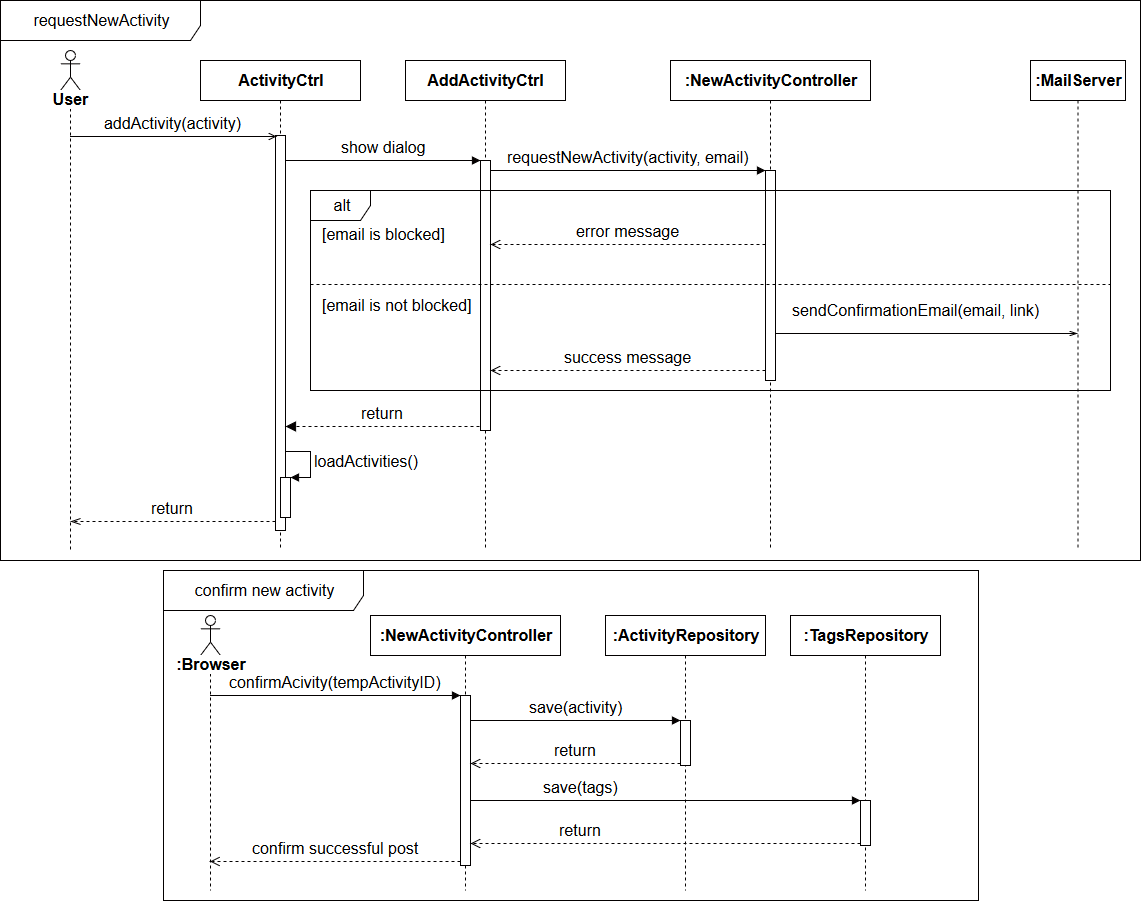 requestNewActivity
User
ActivityCtrl
AddActivityCtrl
:NewActivityController
:MailServer
addActivity(activity)
show dialog
requestNewActivity(activity, email)
alt
[email is blocked]
error message
[email is not blocked]
sendConfirmationEmail(email, link)
success message
return
loadActivities()
return
confirm new activity
:Browser
:NewActivityController
:ActivityRepository
:TagsRepository
confirmAcivity(tempActivityID)
save(activity)
return
save(tags)
return
confirm successful post